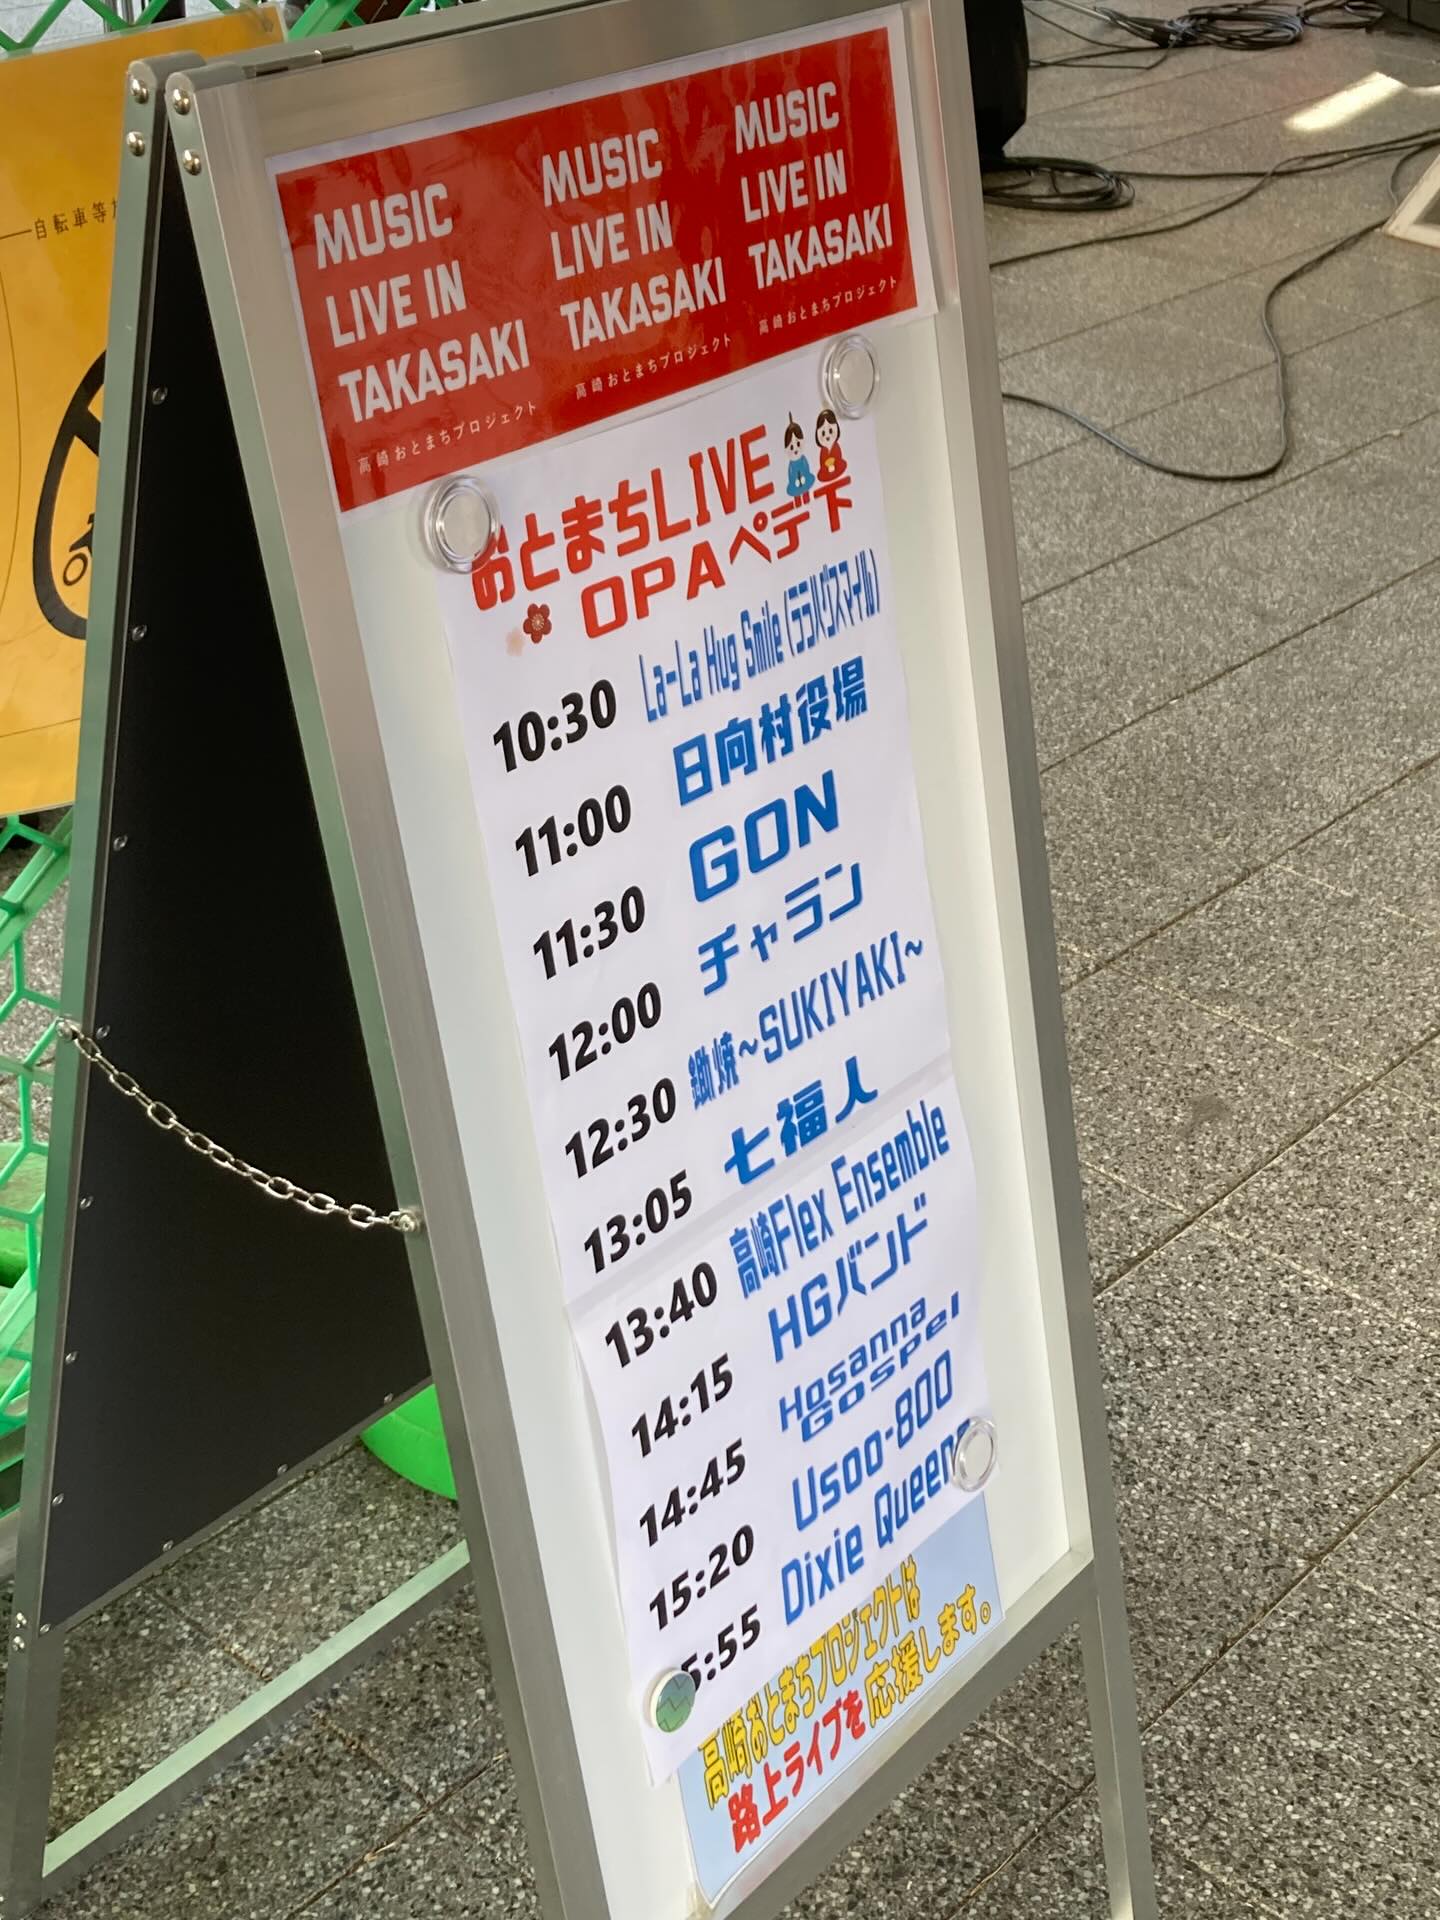 MUSIC
LIVE IN
TAKASAKI
高崎おとまちプロジェクト
MUSIC
LIVE IN
TAKASAKI
高崎おとまちプロジェクト
MUSIC
LIVE IN
TAKASAKI
高崎おとまちプロジェクト
おとまちLIVE
OPAペデ下
10:30 La-La Hug Smile (ララハグスマイル)
11:00 日向村役場
11:30 GON
12:00 チャラン
12:30 鋤焼~SUKIYAKI~
13:05 七福人
13:40 高崎Flex Ensemble
14:15 HGバンド
14:45 Hosanna
GOSPEL
15:20 Usoo-800
5:55 Dixie Queen
高崎おとまちプロジェクトは
路上ライブを応援します。
自転車等